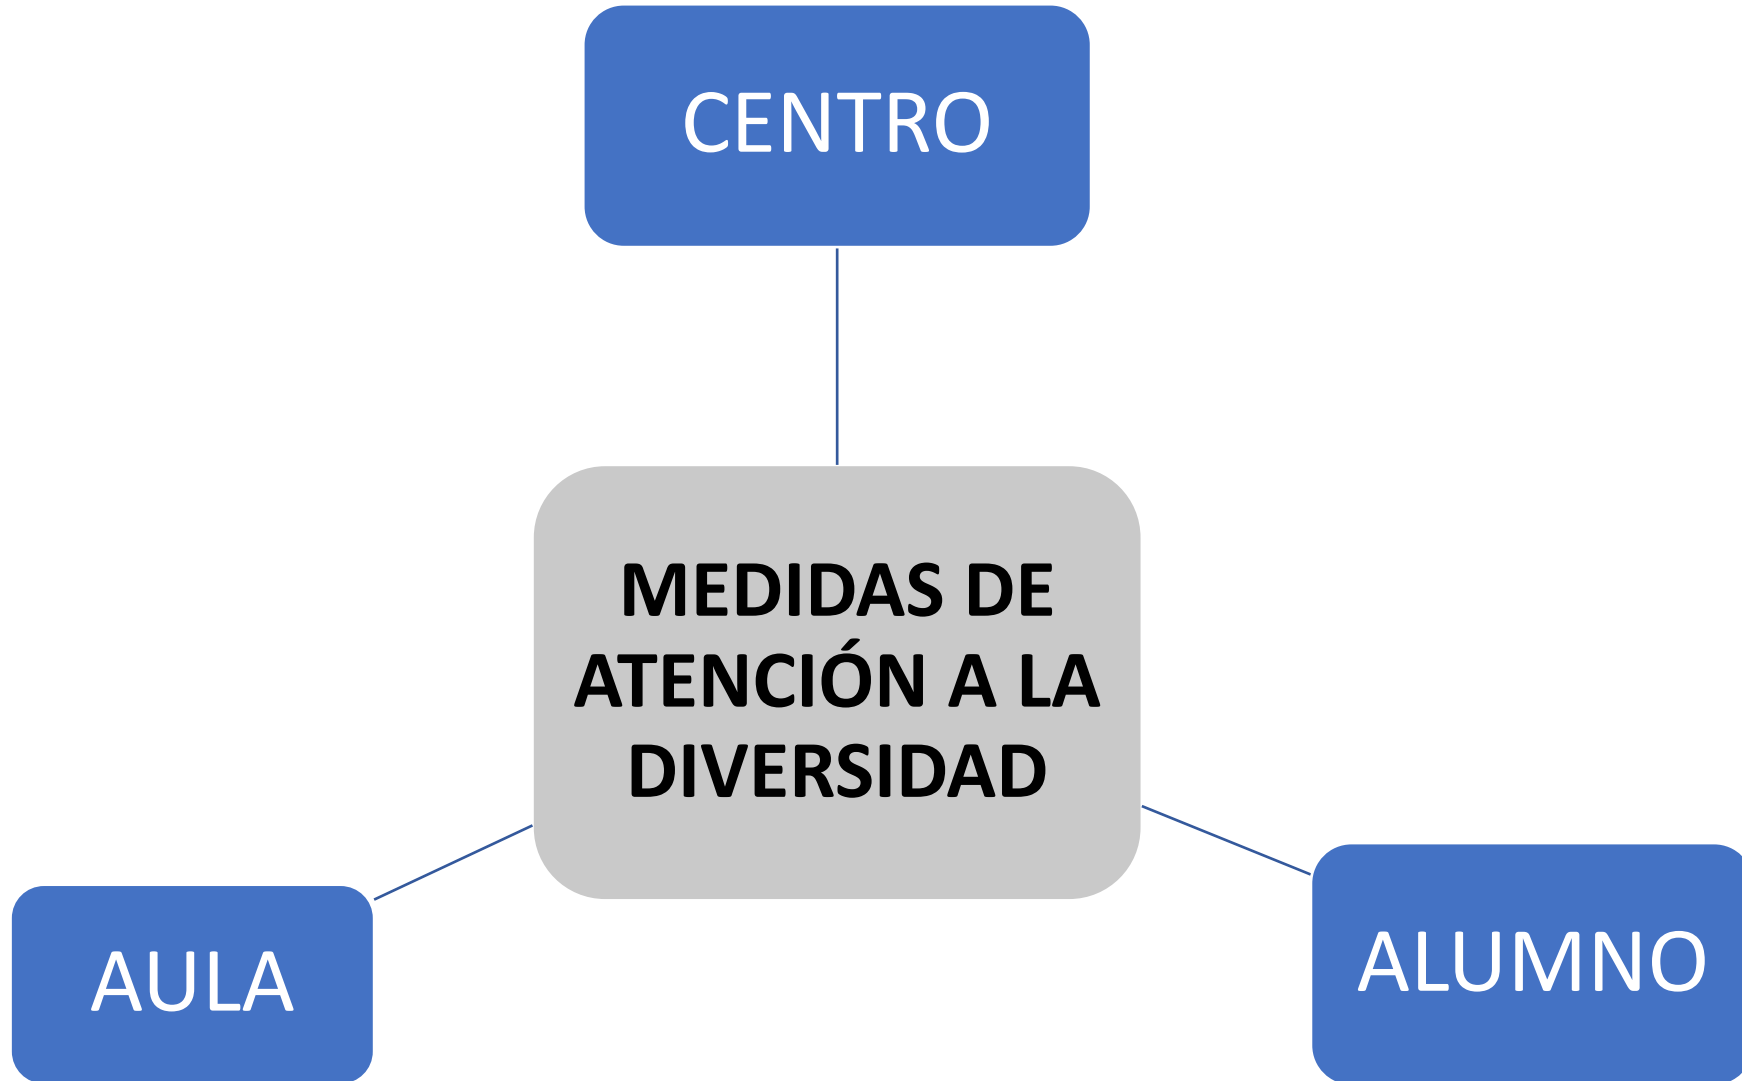 CENTRO
MEDIDAS DE
ATENCIÓN A LA
DIVERSIDAD
AULA
ALUMNO